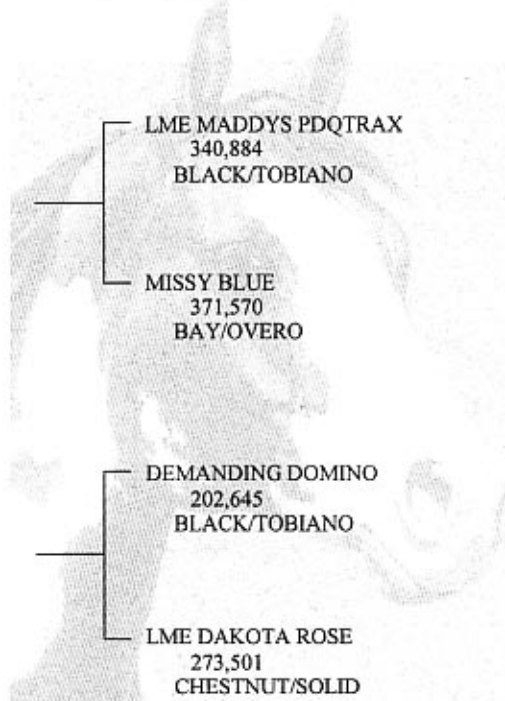 LME MADDYS PDQTRAX
340,884
BLACK/TOBIANO
MISSY BLUE
371,570
BAY/OVERO
DEMANDING DOMINO
202,645
BLACK/TOBIANO
LME DAKOTA ROSE
273,501
CHESTNUT/SOLID